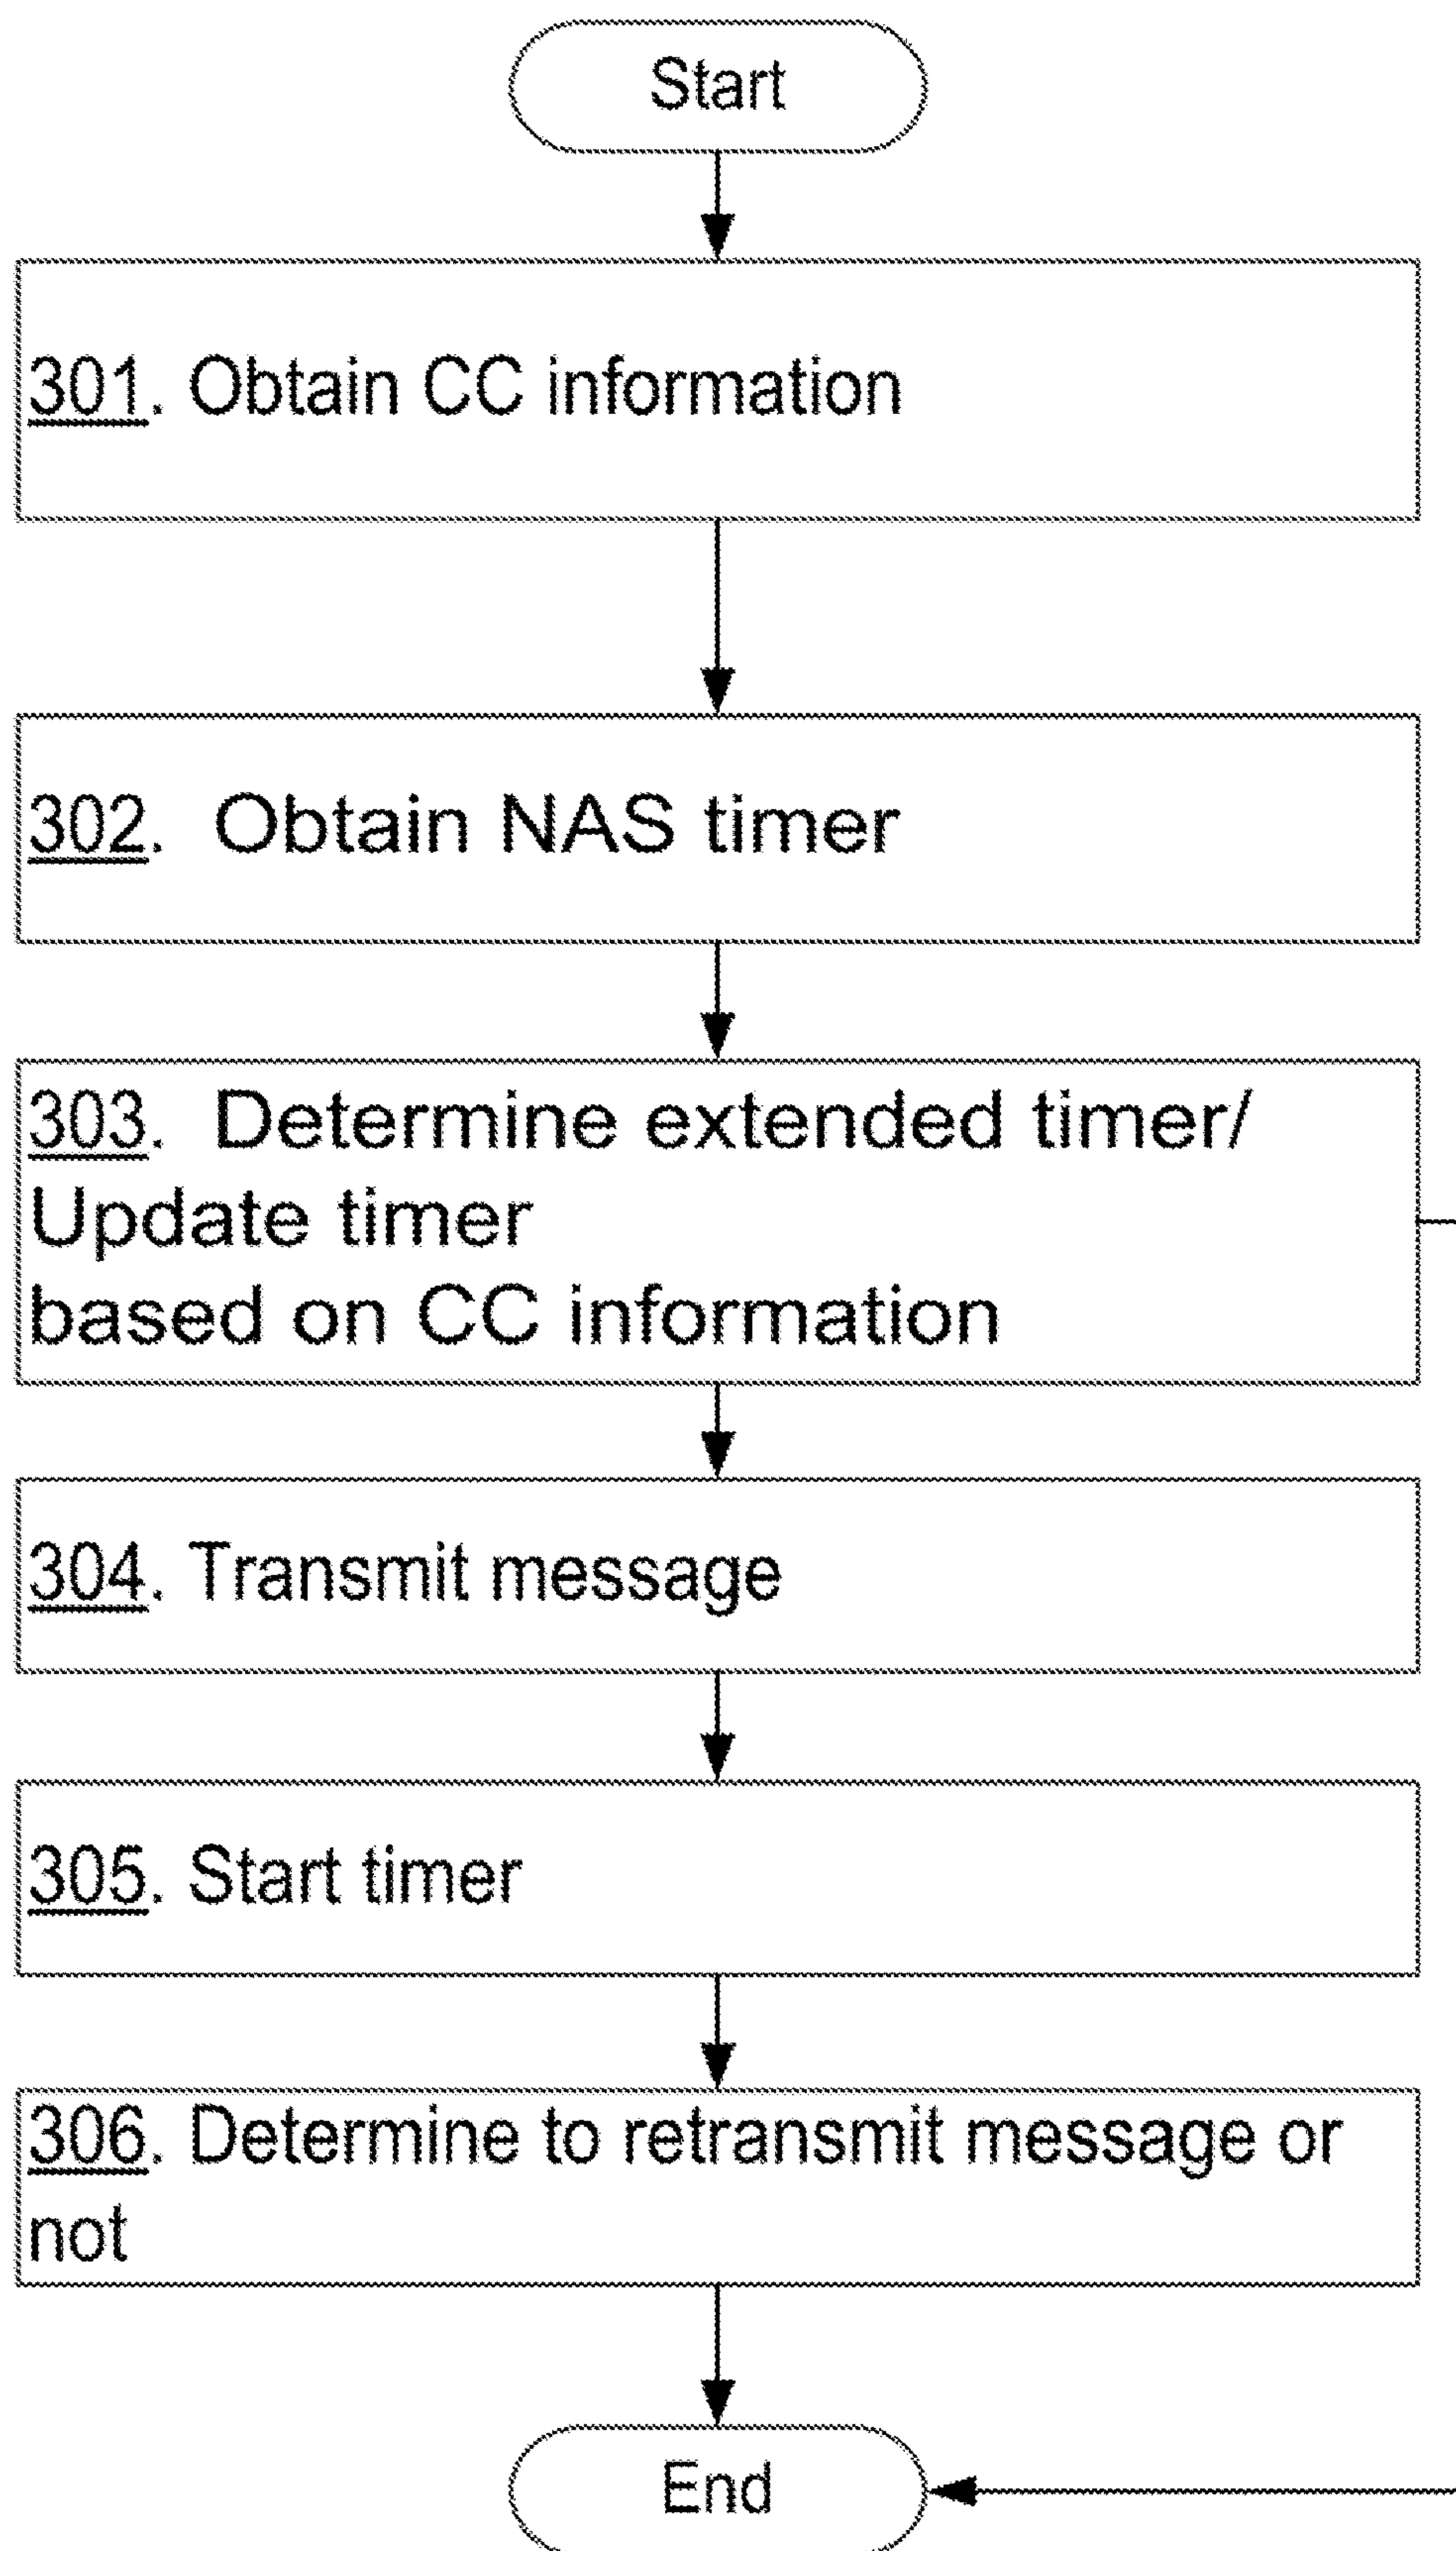 Start
301. Obtain CC information
302. Obtain NAS timer
303. Determine extended timer/
Update timer
based on CC information
304. Transmit message
305. Start timer
306. Determine to retransmit message or
not
End